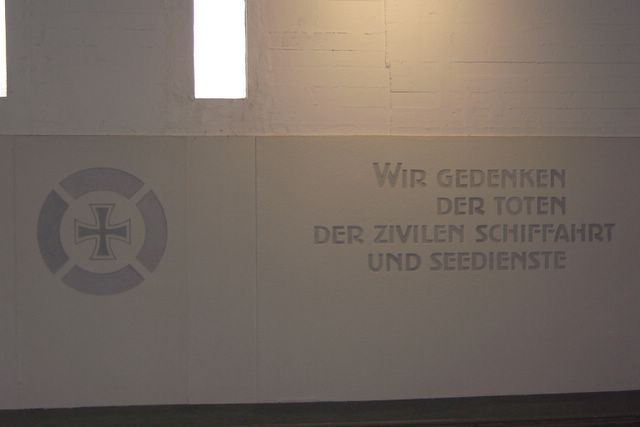 Wir gedenken
der Toten
der zivilen Schiffahrt
und Seedienste